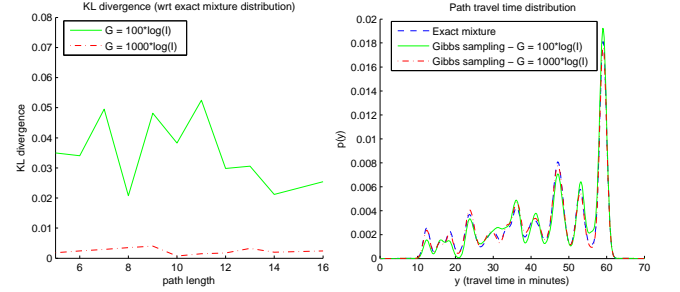 KL divergence (wrt exact mixture distribution)
0.08
0.07
0.06
0.05
0.04
0.03
0.02
0.01
0
KL divergence
G = 100*log(I)
G = 1000*log(I)
6 8 10 12 14 16
path length
Path travel time distribution
0.02
0.018
0.016
0.014
0.012
0.01
0.008
0.006
0.004
0.002
0
p(y)
Exact mixture
Gibbs sampling − G = 100*log(I)
Gibbs sampling − G = 1000*log(I)
0 10 20 30 40 50 60 70
y (travel time in minutes)